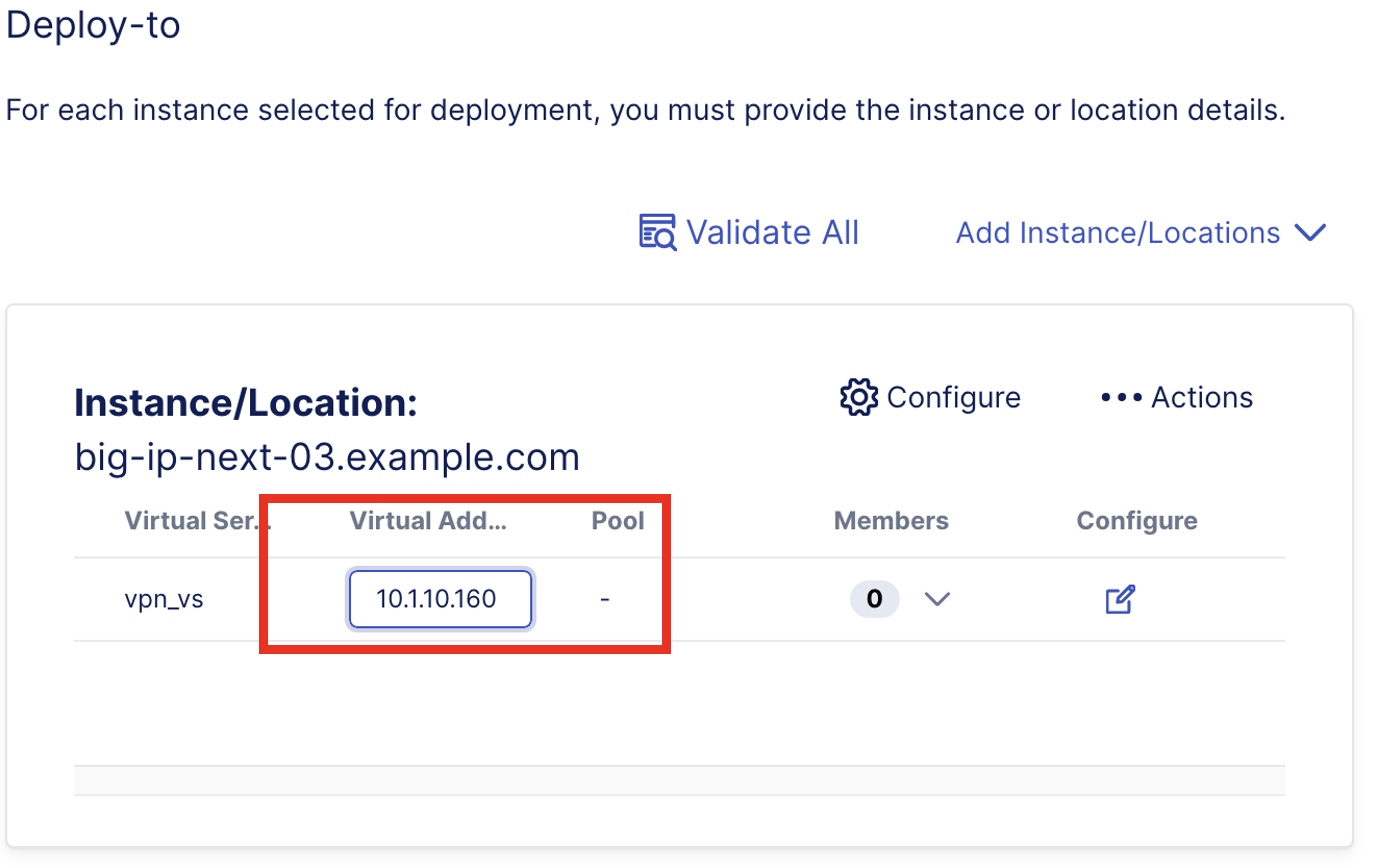 Deploy-to
For each instance selected for deployment, you must provide the instance or location details.
Validate All Add Instance/Locations
Instance/Location: Configure ••• Actions
big-ip-next-03.example.com
Virtual Ser... Virtual Add... Pool Members Configure
vpn_vs 10.1.10.160 - 0